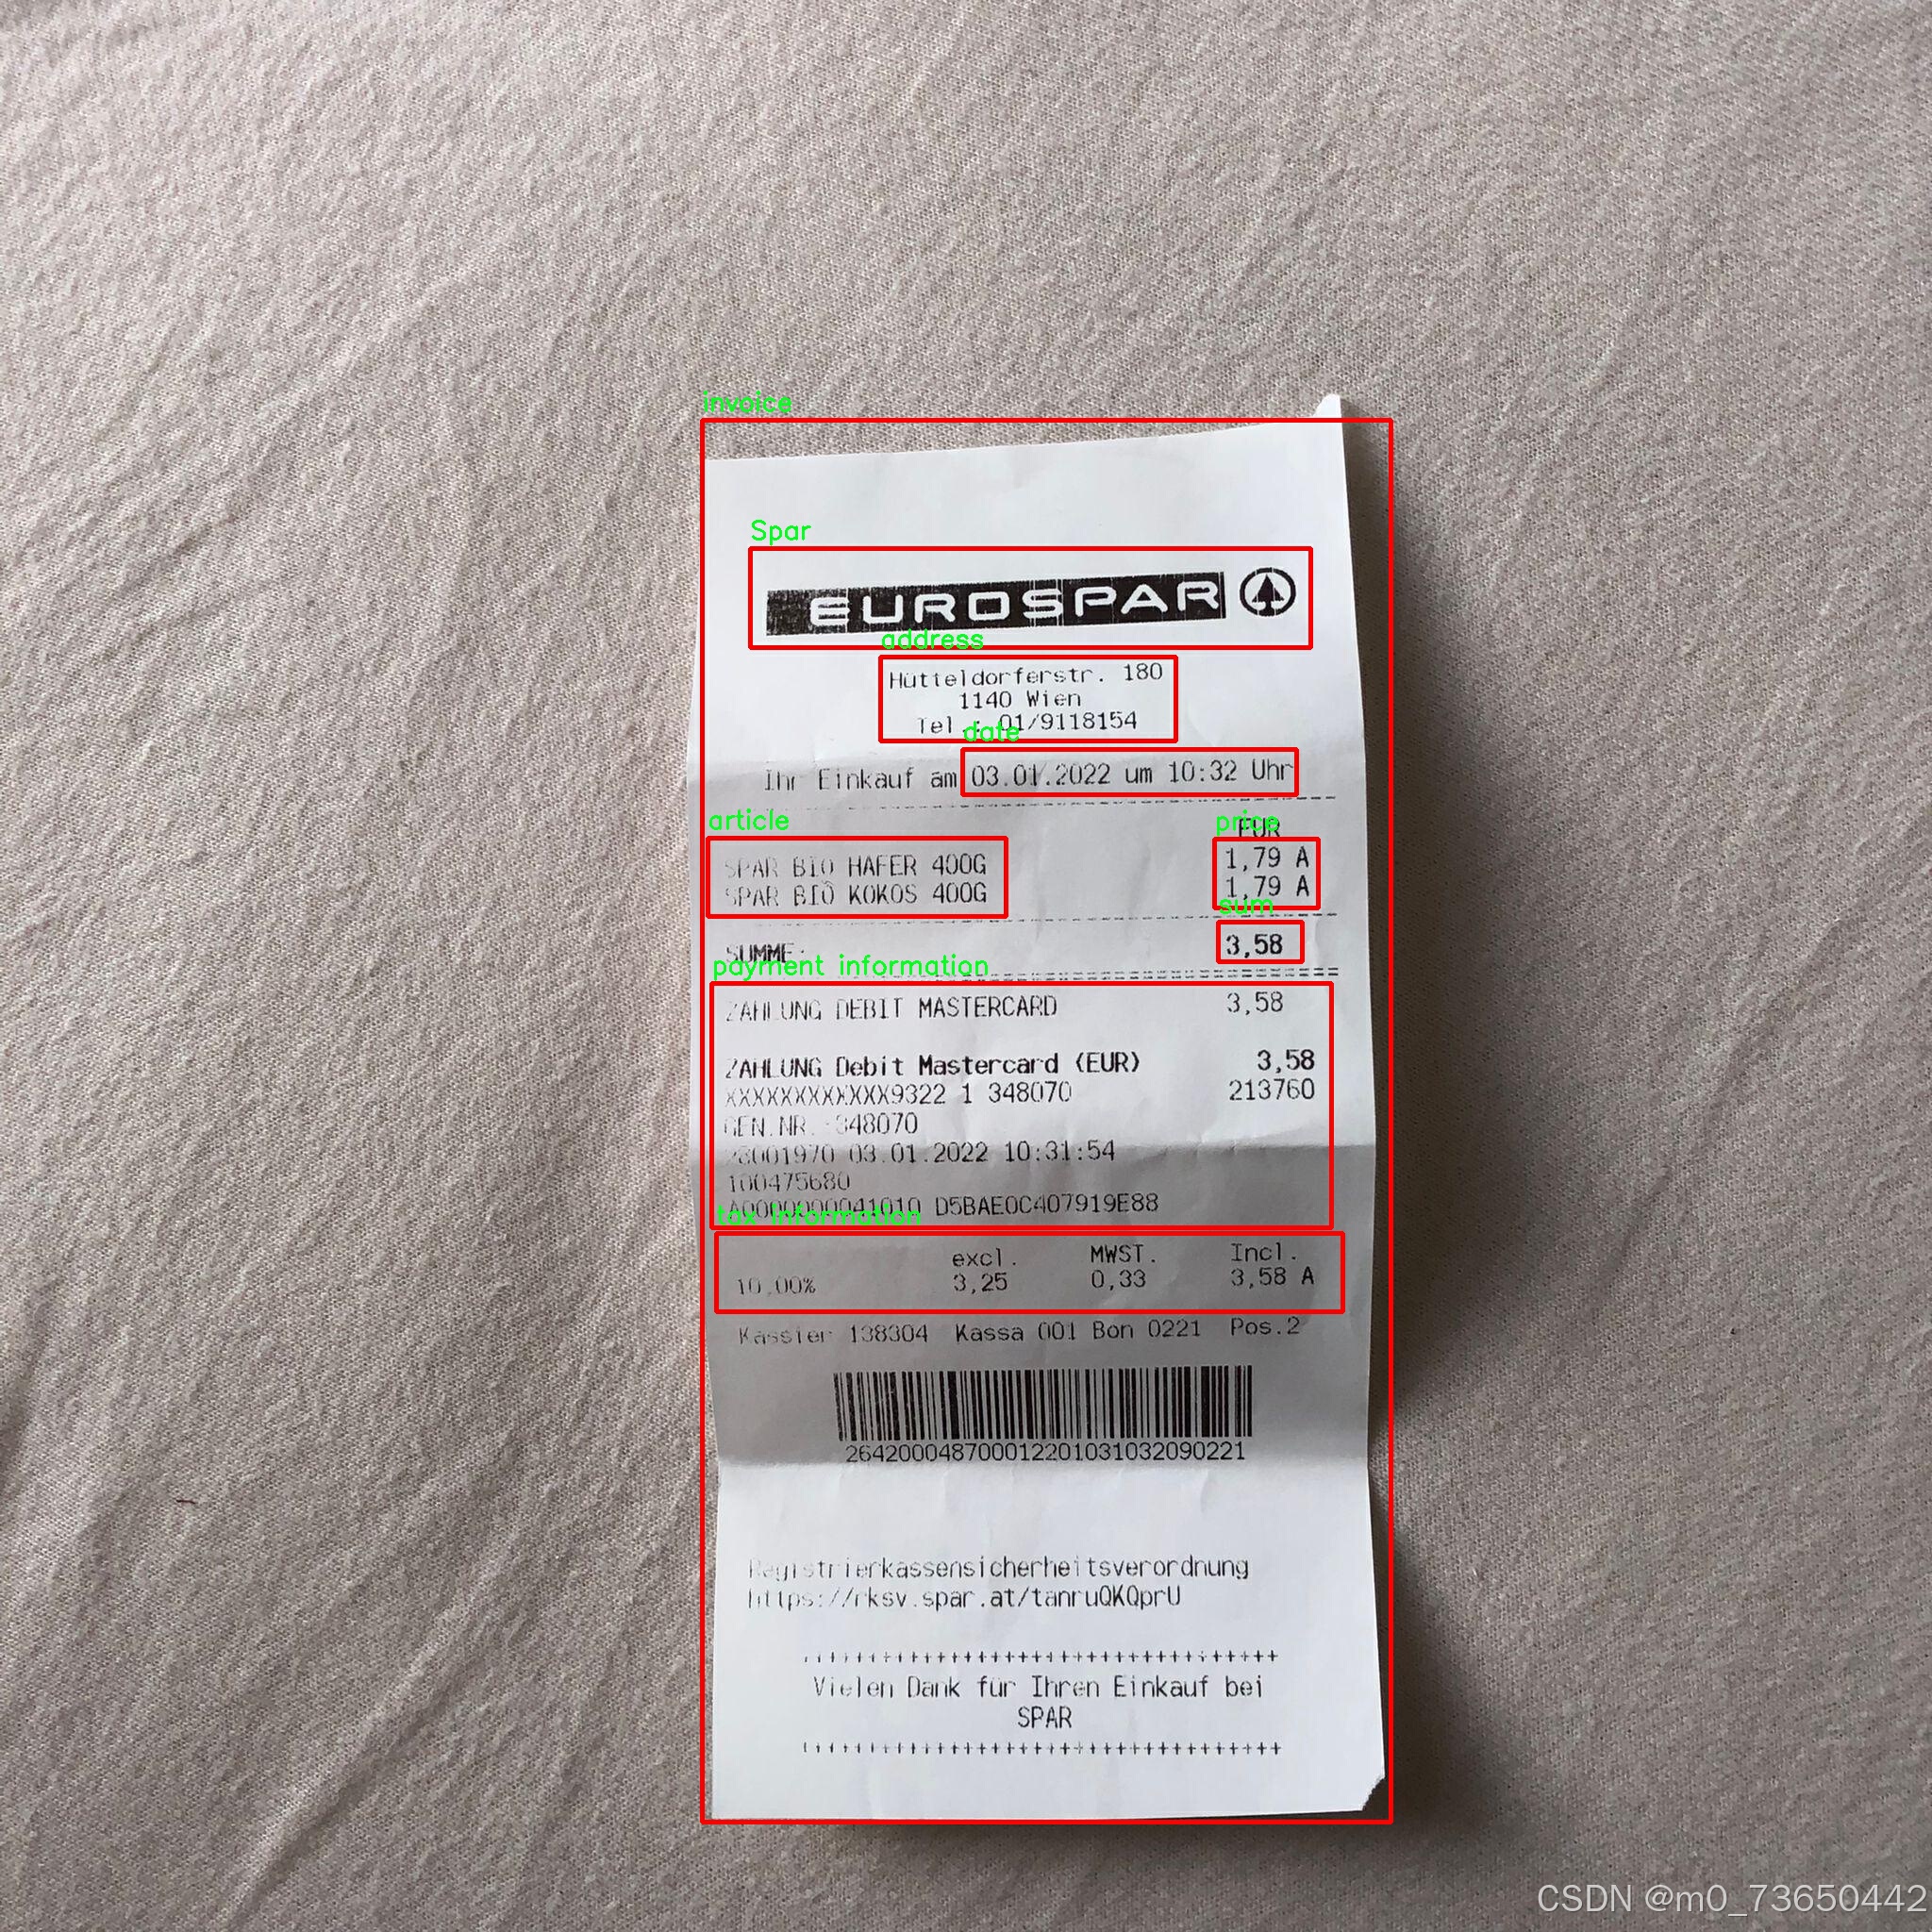 invoice
Spar
EUROSPAR
address
Hütteldorferstr. 180
1140 Wien
Tel.: 01/9118154
date
Ihr Einkauf am 03.01.2022 um 10:32 Uhr
article price
EUR
SPAR BIO HAFER 400G 1,79 A
SPAR BIO KOKOS 400G 1,79 A
sum
SUMME: 3,58
payment information
ZAHLUNG DEBIT MASTERCARD 3,58
ZAHLUNG Debit Mastercard (EUR) 3,58
XXXXXXXXXXXX9322 1 348070 213760
GEN.NR.:348070
03.01.2022 10:31:54
100475680
A0000000041010 D5BAE0C407919E88
tax information
excl. MWST. Incl.
10,00% 3,25 0,33 3,58 A
Kassier 138304 Kassa 001 Bon 0221 Pos.2
264200048700012201031032090221
Registrierkassensicherheitsverordnung
https://rksv.spar.at/tanruQKQprU
+++++++++++++++++++++++++++++++++++
Vielen Dank für Ihren Einkauf bei
SPAR
+++++++++++++++++++++++++++++++++++
CSDN @m0_73650442